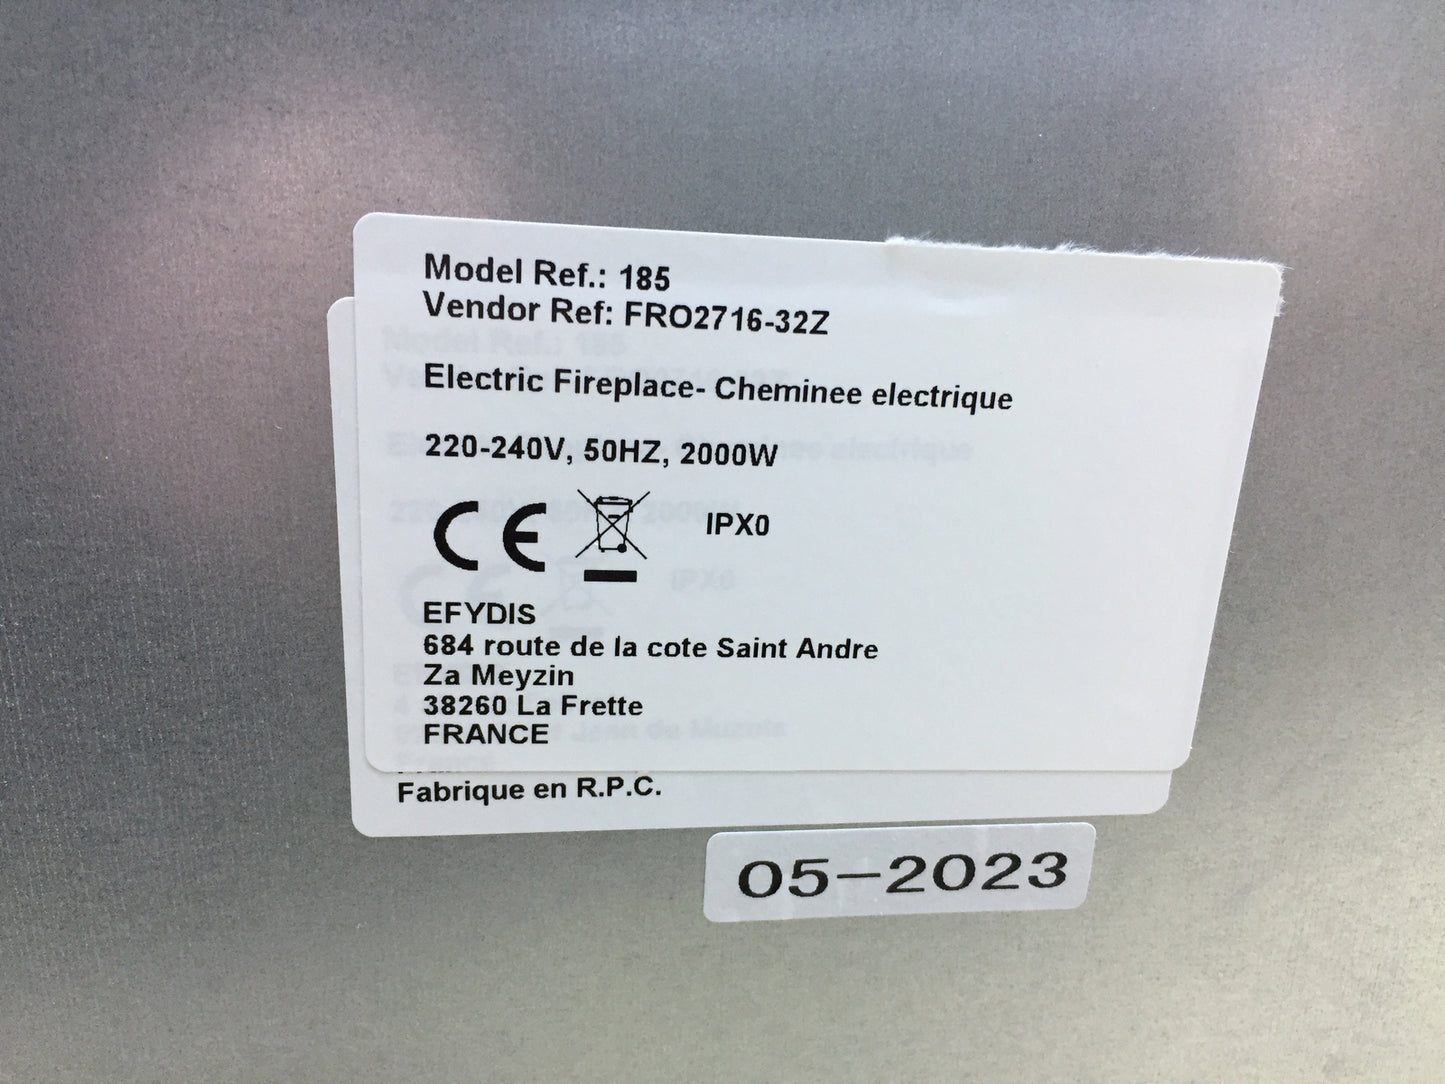 Model Ref.: 185
Vendor Ref: FRO2716-32Z
Electric Fireplace- Cheminee electrique
220-240V, 50HZ, 2000W
CE
IPX0
EFYDIS
684 route de la cote Saint Andre
Za Meyzin
38260 La Frette
FRANCE
Fabrique en R.P.C.
05-2023